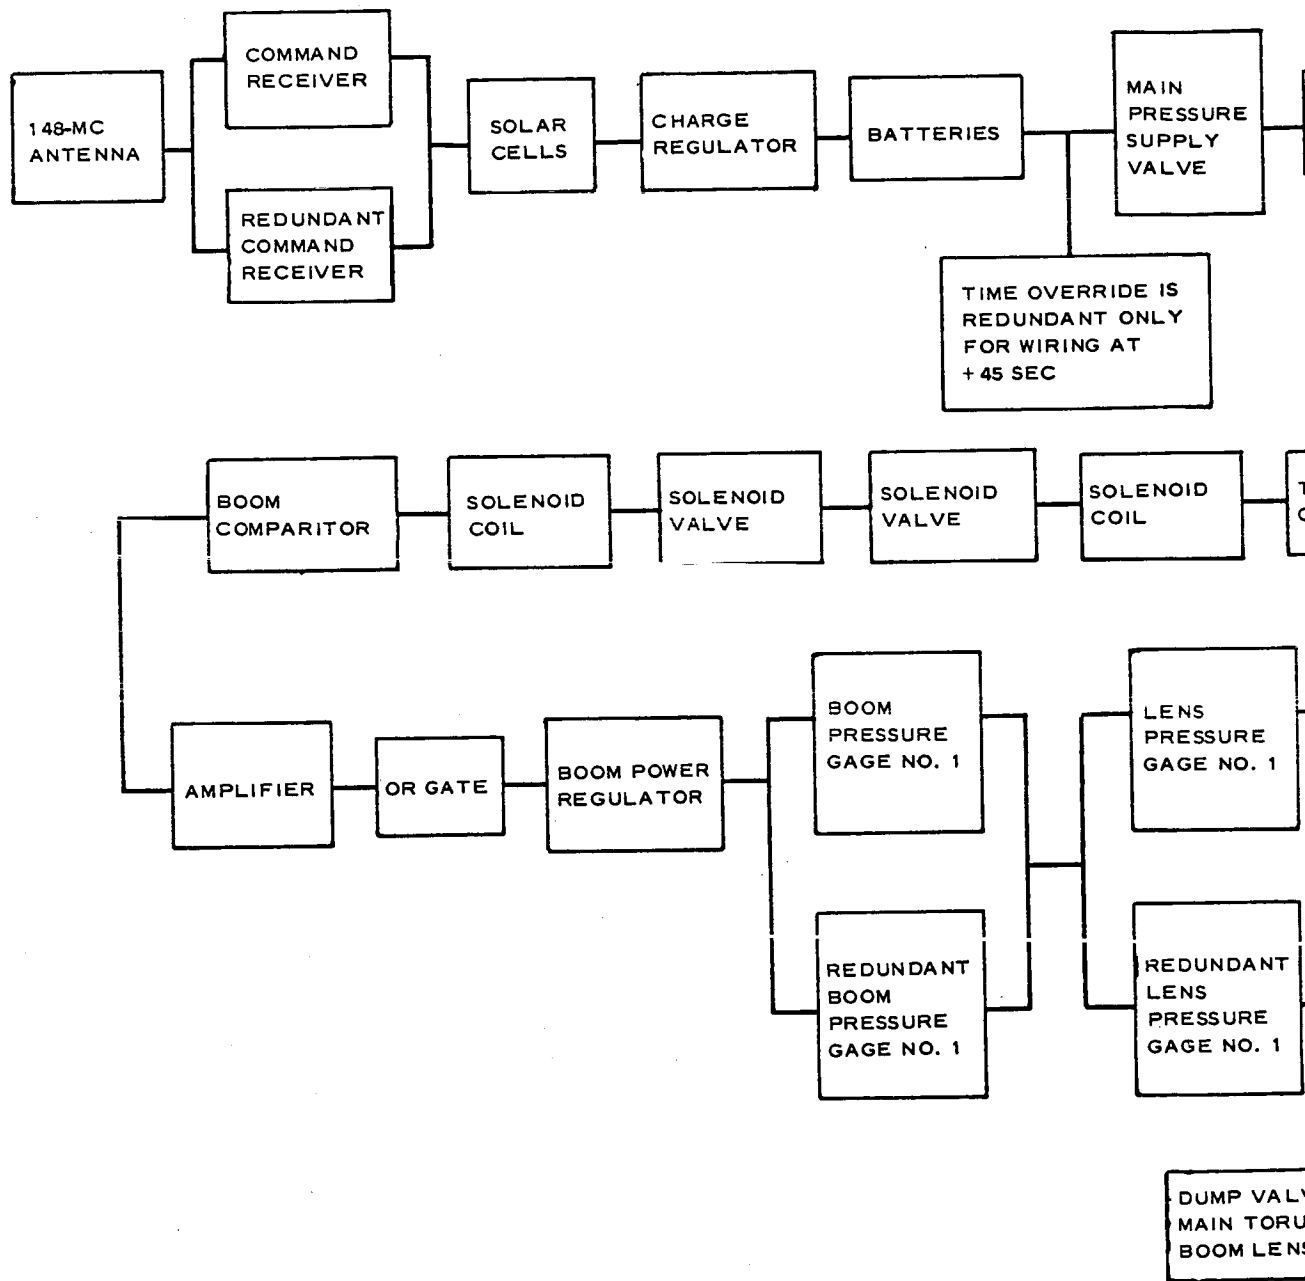 148-MC
ANTENNA
COMMAND
RECEIVER
REDUNDANT
COMMAND
RECEIVER
SOLAR
CELLS
CHARGE
REGULATOR
BATTERIES
MAIN
PRESSURE
SUPPLY
VALVE
TIME OVERRIDE IS
REDUNDANT ONLY
FOR WIRING AT
+45 SEC
BOOM
COMPARITOR
SOLENOID
COIL
SOLENOID
VALVE
SOLENOID
VALVE
SOLENOID
COIL
AMPLIFIER
OR GATE
BOOM POWER
REGULATOR
BOOM
PRESSURE
GAGE NO. 1
REDUNDANT
BOOM
PRESSURE
GAGE NO. 1
LENS
PRESSURE
GAGE NO. 1
REDUNDANT
LENS
PRESSURE
GAGE NO. 1
DUMP
MAIN
BOOM